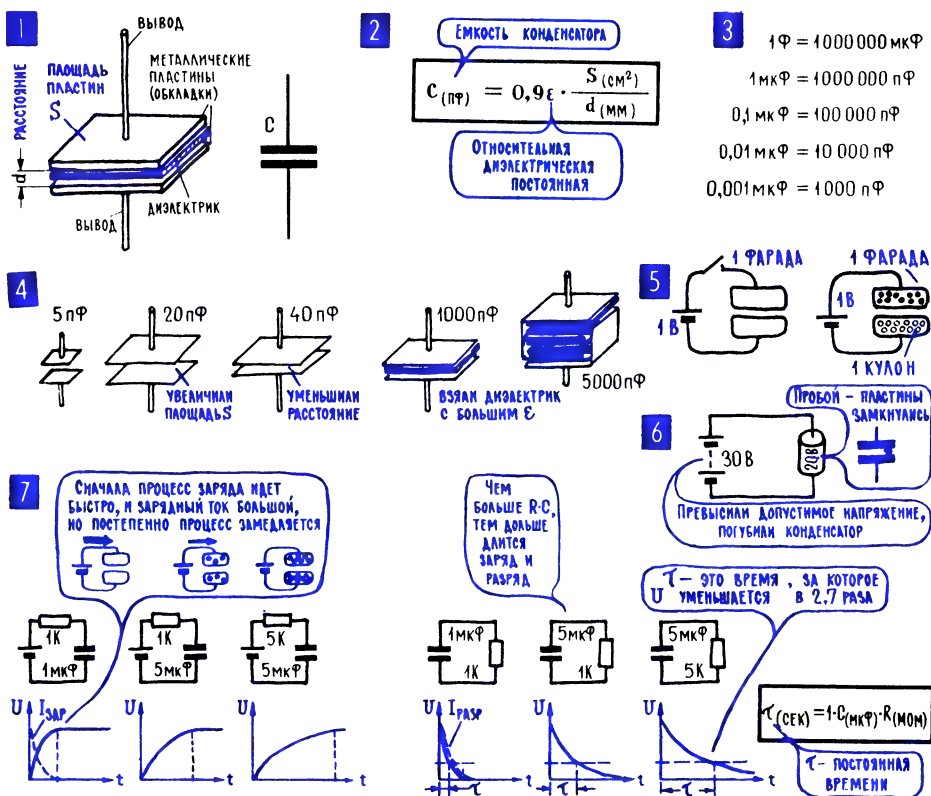 1
ВЫВОД
ПЛОЩАДЬ
ПЛАСТИН
S
МЕТАЛЛИЧЕСКИЕ
ПЛАСТИНЫ
(ОБКЛАДКИ)
РАССТОЯНИЕ
d
ВЫВОД
ДИЭЛЕКТРИК
C
2
ЕМКОСТЬ КОНДЕНСАТОРА
C(ПФ) = 0,9ε · S(СМ²) / d(ММ)
ОТНОСИТЕЛЬНАЯ
ДИЭЛЕКТРИЧЕСКАЯ
ПОСТОЯННАЯ
3
1Ф = 1000 000 мкФ
1мкФ = 1000 000 пФ
0,1 мкФ = 100 000 пФ
0,01 мкФ = 10 000 пФ
0,001 мкФ = 1000 пФ
4
5пФ
20пФ
УВЕЛИЧИЛИ
ПЛОЩАДЬ S
40пФ
УМЕНЬШИЛИ
РАССТОЯНИЕ
1000пФ
5000пФ
ВЗЯЛИ ДИЭЛЕКТРИК
С БОЛЬШИМ ε
5
1 ФАРАДА
1В
1 ФАРАДА
1В
1 КУЛОН
6
ПРОБОЙ – ПЛАСТИНЫ
ЗАМКНУЛИСЬ
30В
20В
ПРЕВЫСИЛИ ДОПУСТИМОЕ НАПРЯЖЕНИЕ,
ПОГУБИЛИ КОНДЕНСАТОР
7
СНАЧАЛА ПРОЦЕСС ЗАРЯДА ИДЕТ
БЫСТРО, И ЗАРЯДНЫЙ ТОК БОЛЬШОЙ,
НО ПОСТЕПЕННО ПРОЦЕСС ЗАМЕДЛЯЕТСЯ
1К
1мкФ
1К
5мкФ
5К
5мкФ
U
IЗАР
t
U
t
U
t
ЧЕМ
БОЛЬШЕ R·C,
ТЕМ ДОЛЬШЕ
ДЛИТСЯ
ЗАРЯД И
РАЗРЯД
1мкФ
1К
5мкФ
1К
5мкФ
5К
τ – ЭТО ВРЕМЯ, ЗА КОТОРОЕ
U УМЕНЬШАЕТСЯ В 2,7 РАЗА
U
IРАЗР
τ
t
U
τ
t
U
τ
t
τ(СЕК)=1·C(МКФ)·R(МОМ)
τ – ПОСТОЯННАЯ
ВРЕМЕНИ